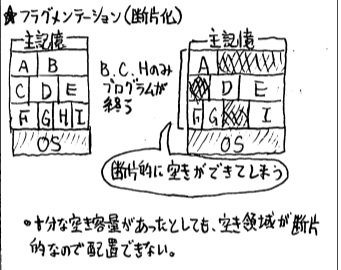 ★フラグメンテーション(断片化)
主記憶
A B
C D E
F G H I
OS
B.C.Hのみ
プログラムが
終る
主記憶
A
D E
F G I
OS
断片的に空きができてしまう
・十分な空き容量があったとしても、空き領域が断片
的なので配置できない。